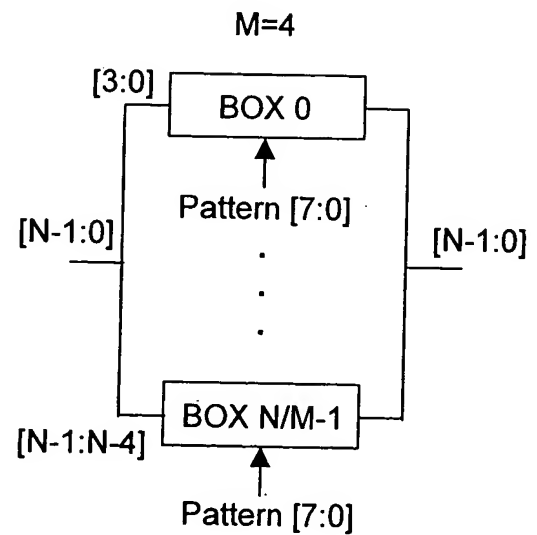 M=4
[3:0]
BOX 0
Pattern [7:0]
[N-1:0]
[N-1:0]
BOX N/M-1
[N-1:N-4]
Pattern [7:0]